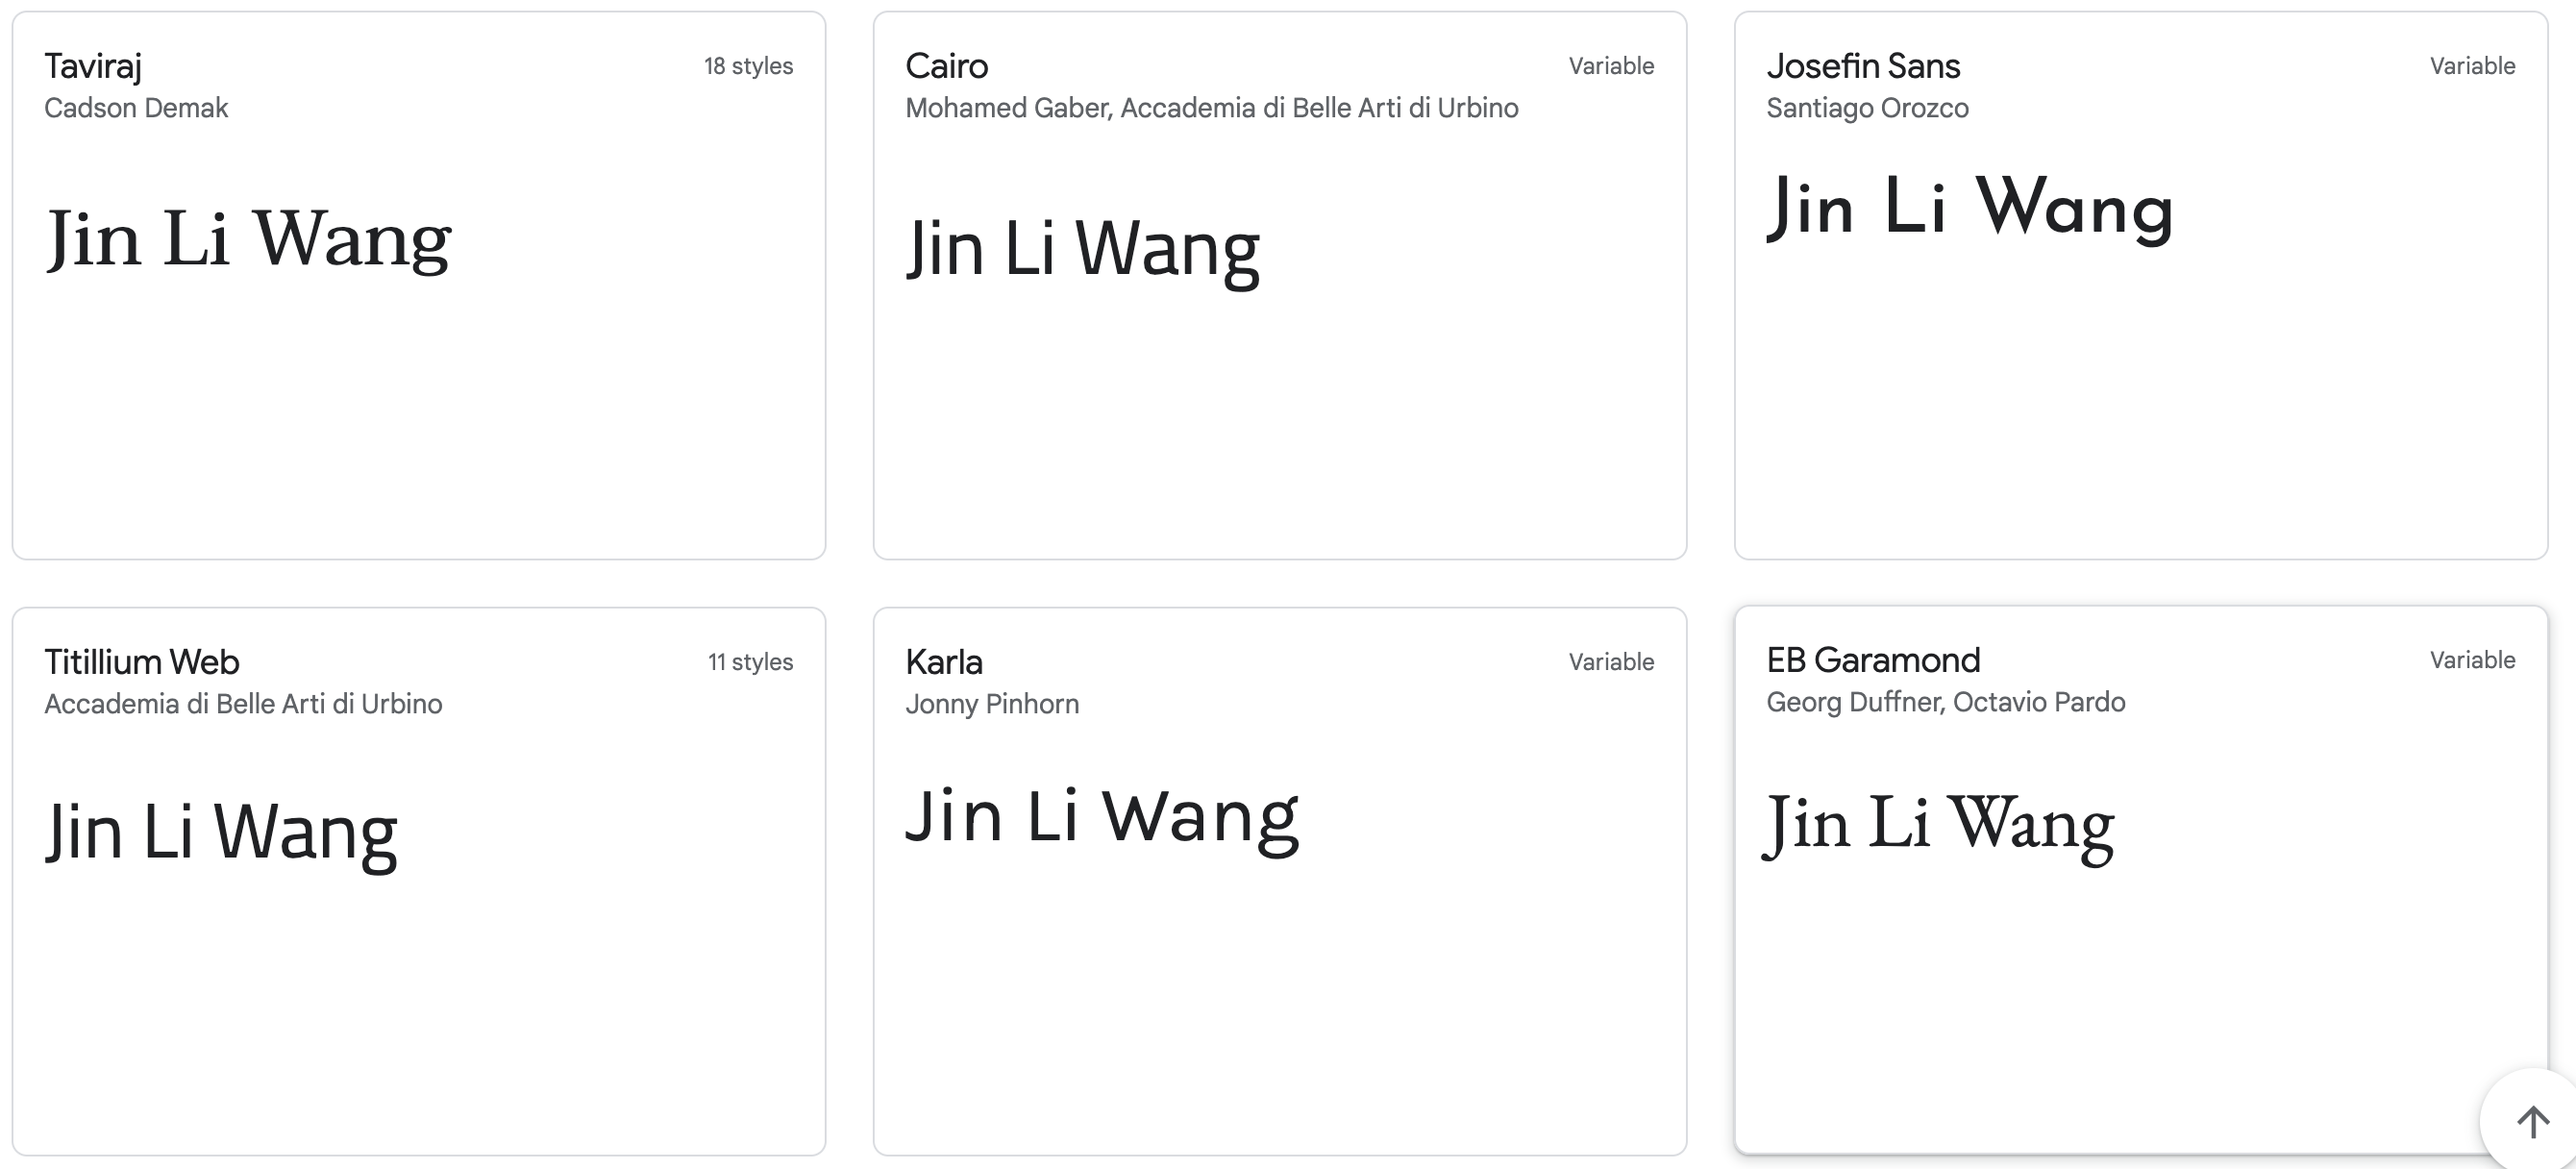 Taviraj
18 styles
Cadson Demak
Jin Li Wang
Cairo
Variable
Mohamed Gaber, Accademia di Belle Arti di Urbino
Jin Li Wang
Josefin Sans
Variable
Santiago Orozco
Jin Li Wang
Titillium Web
11 styles
Accademia di Belle Arti di Urbino
Jin Li Wang
Karla
Variable
Jonny Pinhorn
Jin Li Wang
EB Garamond
Variable
Georg Duffner, Octavio Pardo
Jin Li Wang